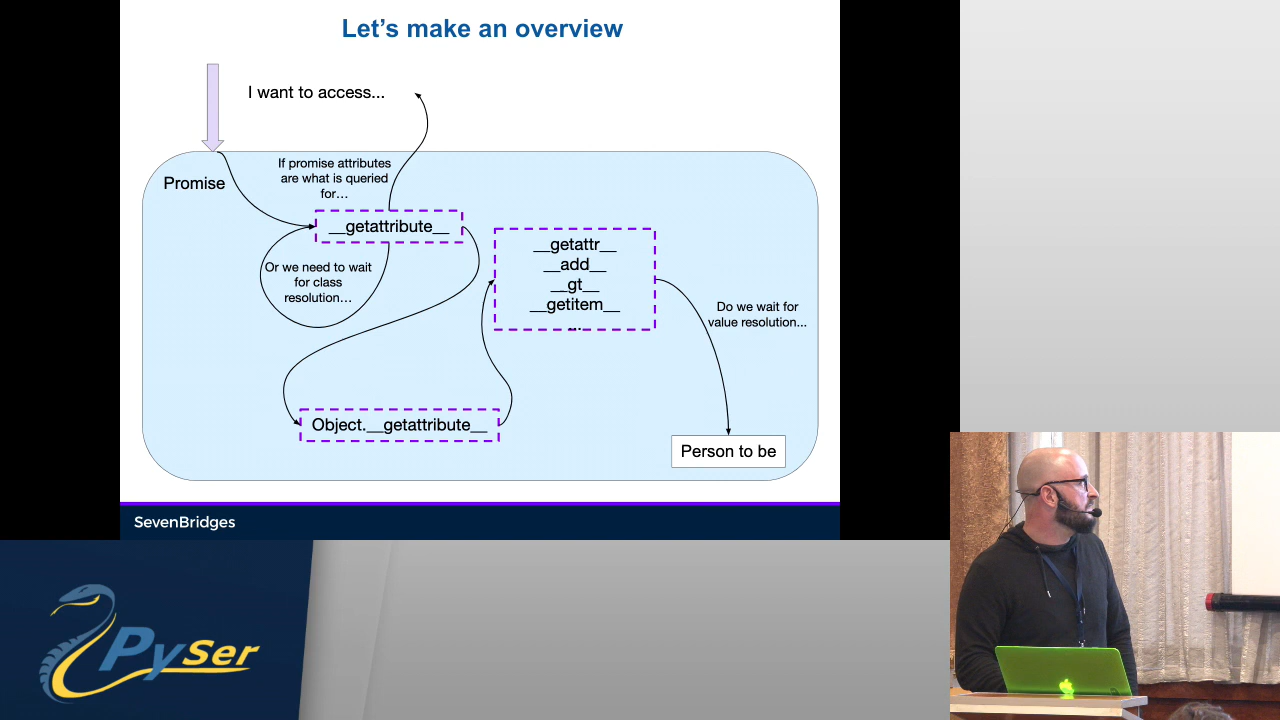 Let's make an overview
I want to access...
If promise attributes
are what is queried
for…
Promise
__getattribute__
Or we need to wait
for class
resolution…
__getattr__
__add__
__gt__
__getitem__
...
Do we wait for
value resolution...
Object.__getattribute__
Person to be
SevenBridges
PySer